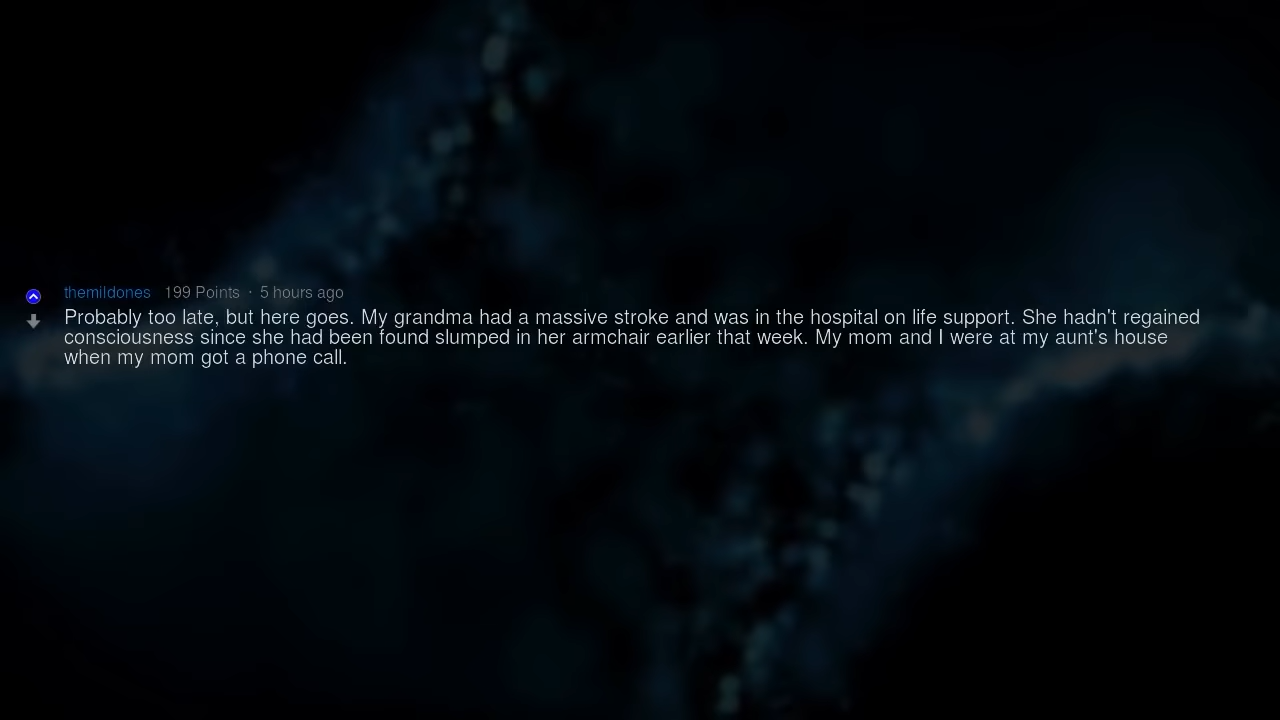 themildones 199 Points · 5 hours ago
Probably too late, but here goes. My grandma had a massive stroke and was in the hospital on life support. She hadn't regained
consciousness since she had been found slumped in her armchair earlier that week. My mom and I were at my aunt's house
when my mom got a phone call.